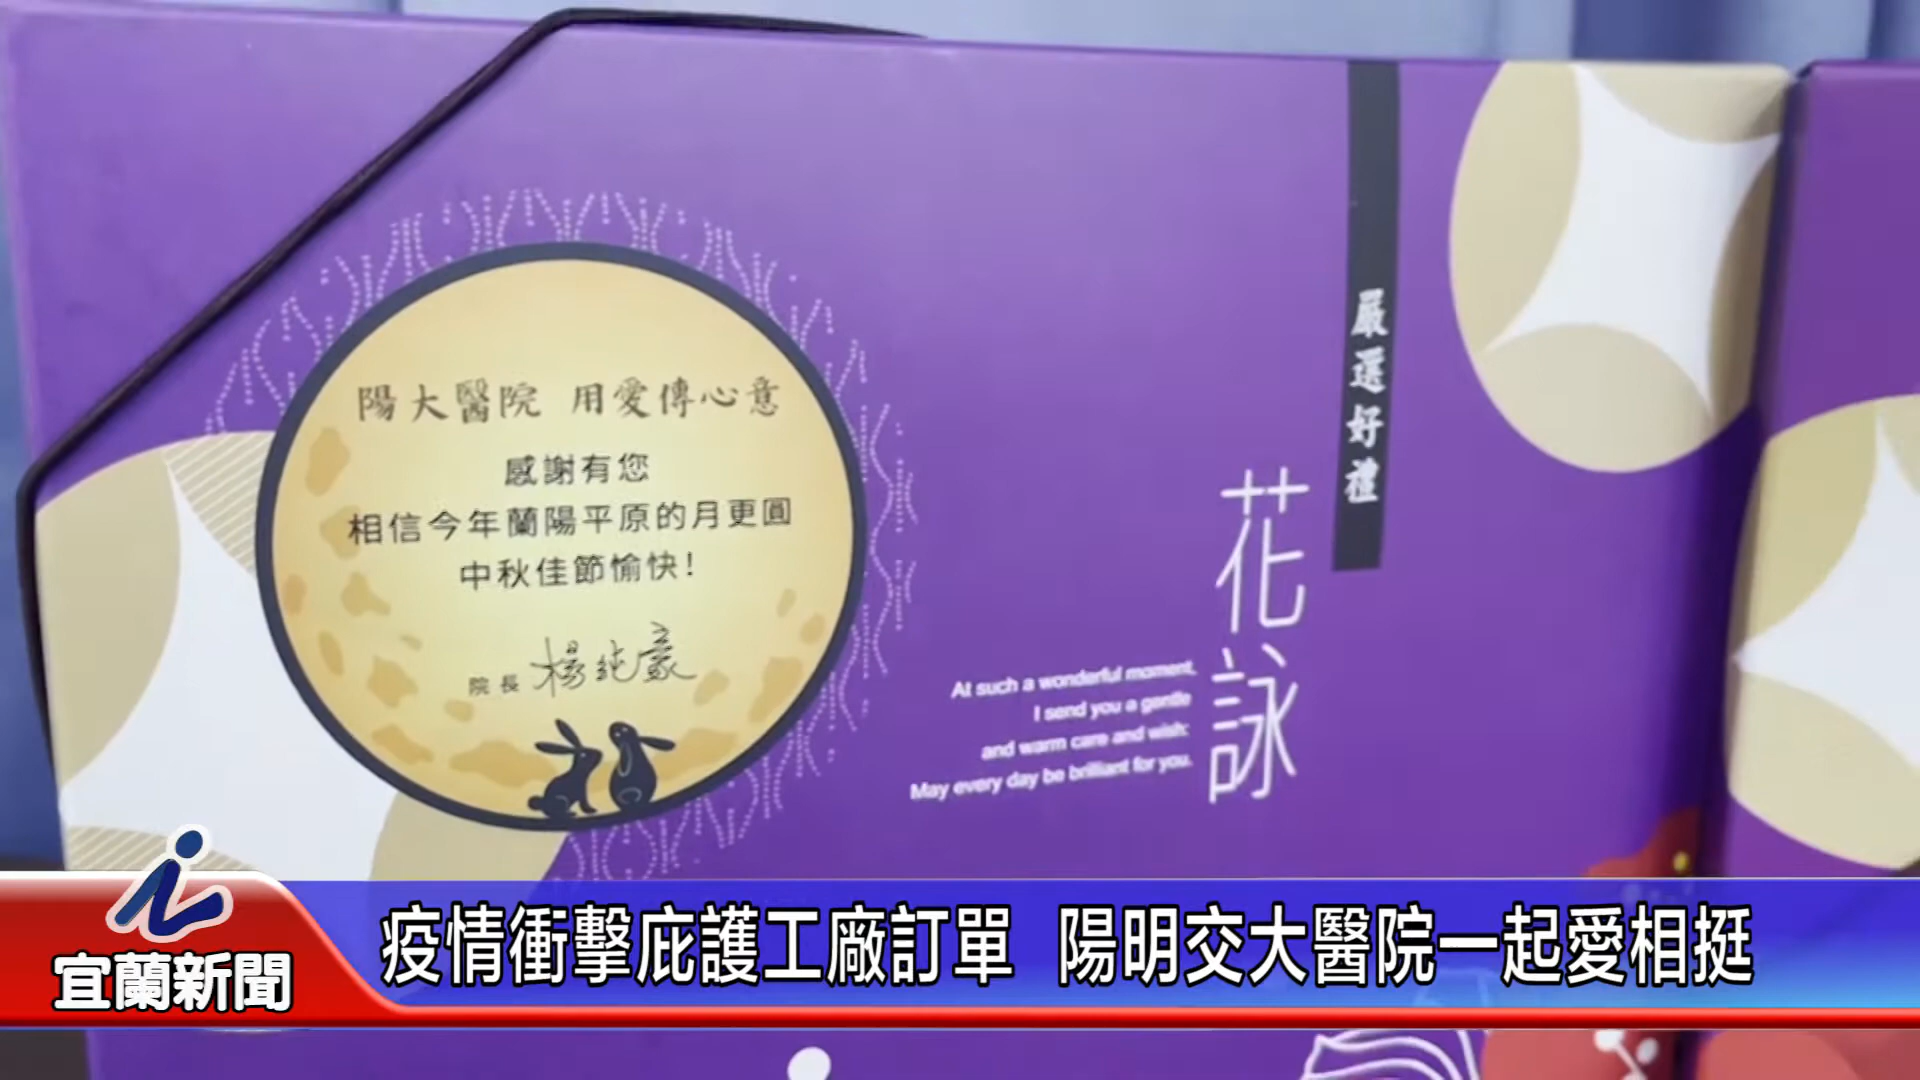 嚴選好禮
陽大醫院 用愛傳心意
感謝有您
相信今年蘭陽平原的月更圓
中秋佳節愉快!
院長 楊純豪
花詠
At such a wonderful moment,
I send you a gentle
and warm care and wish:
May every day be brilliant for you.
疫情衝擊庇護工廠訂單 陽明交大醫院一起愛相挺
宜蘭新聞